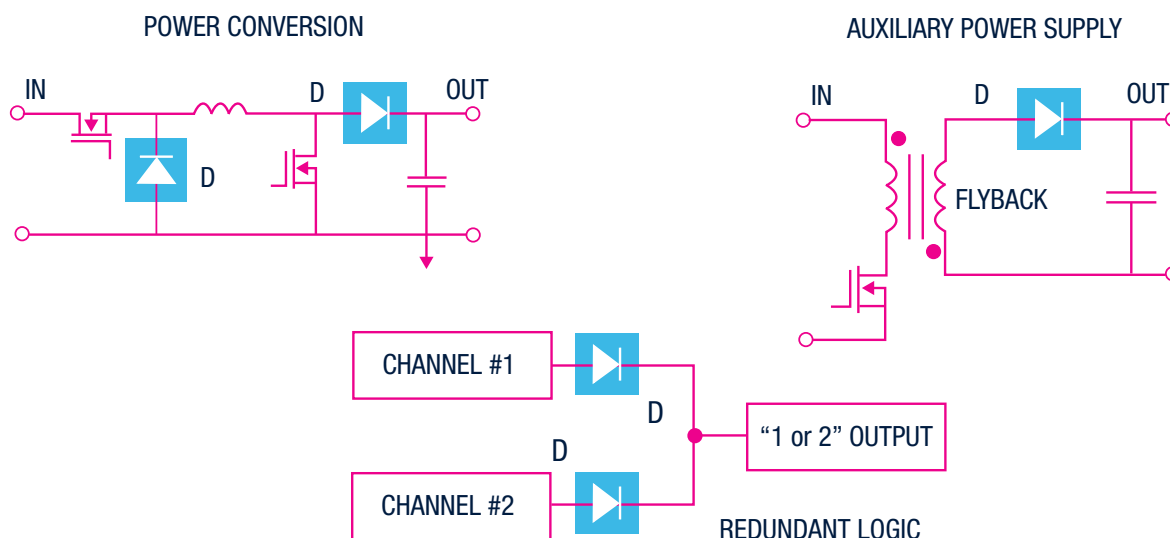 POWER CONVERSION
IN
D
OUT
D
AUXILIARY POWER SUPPLY
IN
D
OUT
FLYBACK
CHANNEL #1
D
“1 or 2” OUTPUT
D
CHANNEL #2
REDUNDANT LOGIC